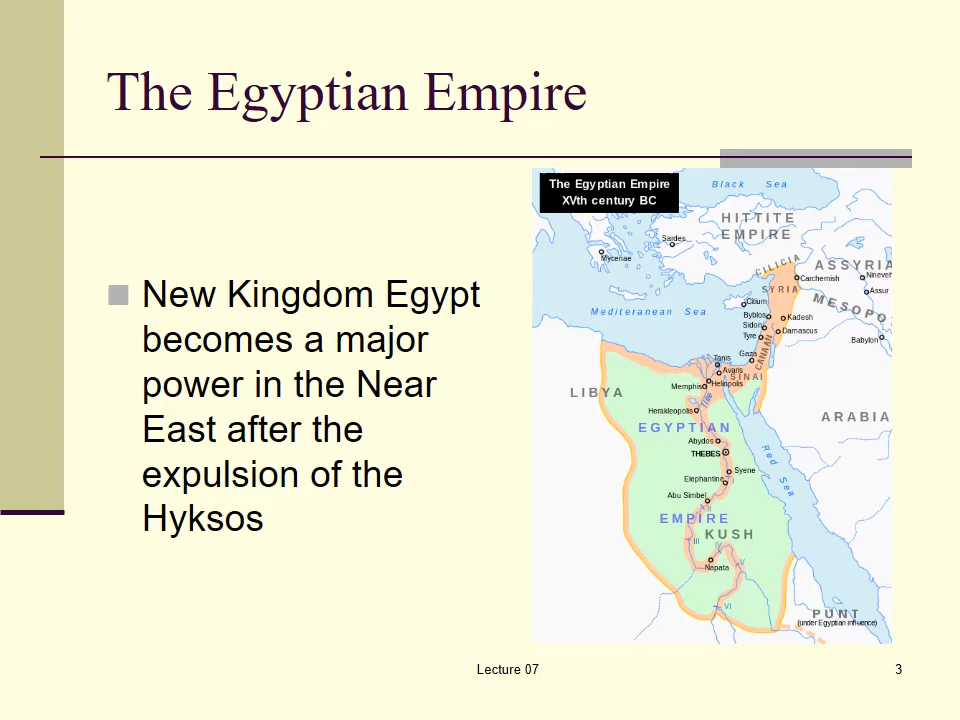 The Egyptian Empire
New Kingdom Egypt
becomes a major
power in the Near
East after the
expulsion of the
Hyksos
The Egyptian Empire
XVth century BC
Black Sea
HITTITE
EMPIRE
Sardes
Mycenae
CILICIA
ASSYRIA
Carchemish
Nineveh
SYRIA
Assur
MESOPO
Citium
Mediterranean Sea
Byblos
Kadesh
Sidon
Damascus
Tyre
Babylon
CANAAN
Gaza
Tanis
Avaris
SINAI
Heliopolis
Memphis
LIBYA
Nile
Herakleopolis
ARABIA
EGYPTIAN
Abydos
THEBES
Red Sea
Syene
Elephantine
Abu Simbel
II
EMPIRE
KUSH
III
IV
V
Napata
VI
PUNT
(under Egyptian influence)
Lecture 07
3